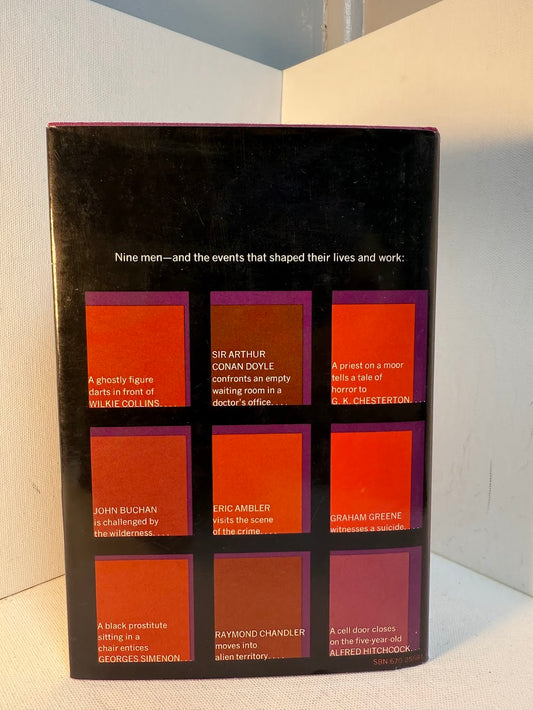 Nine men—and the events that shaped their lives and work:
A ghostly figure
darts in front of
WILKIE COLLINS. . . .
SIR ARTHUR
CONAN DOYLE
confronts an empty
waiting room in a
doctor's office. . . .
A priest on a moor
tells a tale of
horror to
G. K. CHESTERTON. . . .
JOHN BUCHAN
is challenged by
the wilderness. . . .
ERIC AMBLER
visits the scene
of the crime. . . .
GRAHAM GREENE
witnesses a suicide. . . .
A black prostitute
sitting in a
chair entices
GEORGES SIMENON. . . .
RAYMOND CHANDLER
moves into
alien territory. . . .
A cell door closes
on the five-year-old
ALFRED HITCHCOCK. . . .
SBN 670